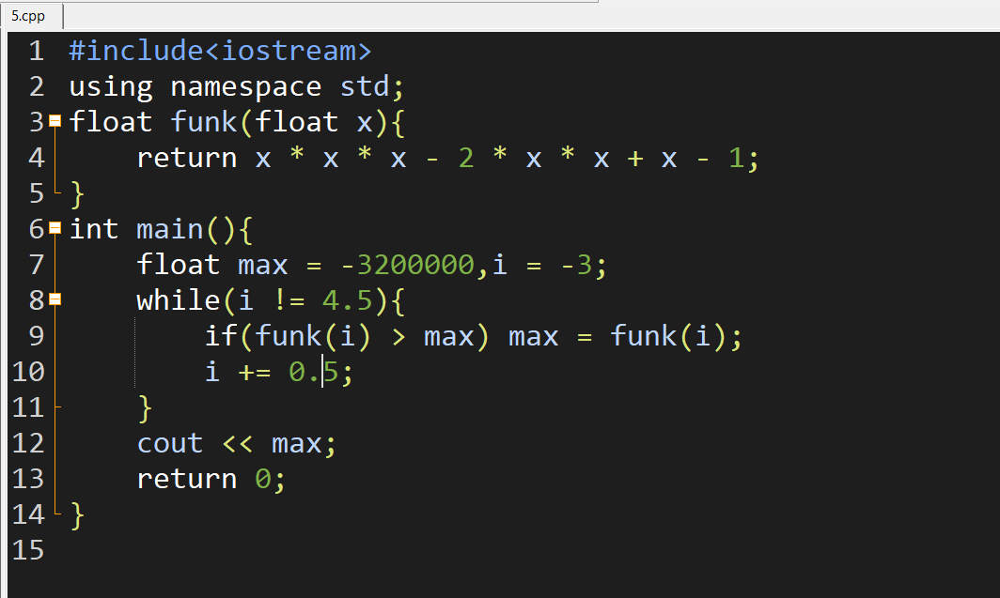 5.cpp
1 #include<iostream>
2 using namespace std;
3 float funk(float x){
4     return x * x * x - 2 * x * x + x - 1;
5 }
6 int main(){
7     float max = -3200000,i = -3;
8     while(i != 4.5){
9         if(funk(i) > max) max = funk(i);
10         i += 0.5;
11     }
12     cout << max;
13     return 0;
14 }
15